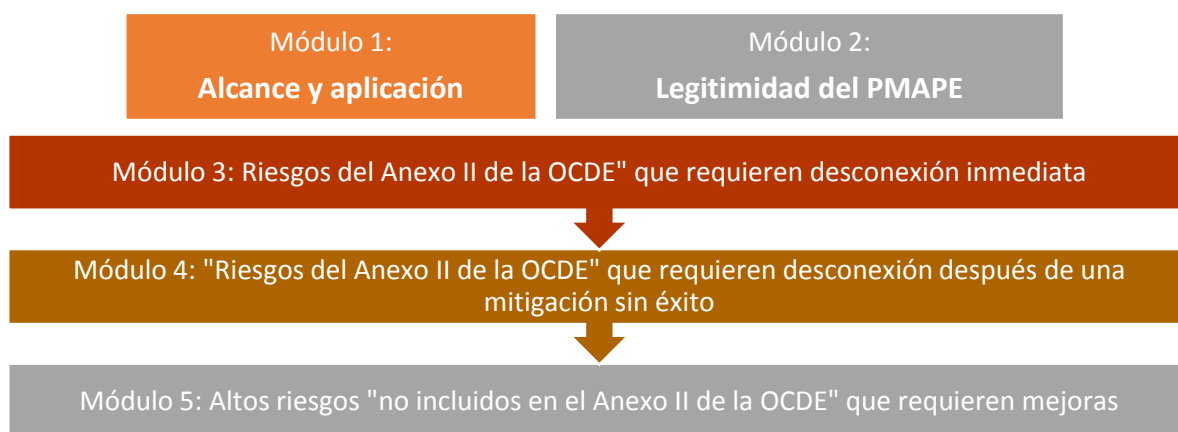 Módulo 1:
Alcance y aplicación
Módulo 2:
Legitimidad del PMAPE
Módulo 3: Riesgos del Anexo II de la OCDE" que requieren desconexión inmediata
Módulo 4: "Riesgos del Anexo II de la OCDE" que requieren desconexión después de una
mitigación sin éxito
Módulo 5: Altos riesgos "no incluidos en el Anexo II de la OCDE" que requieren mejoras